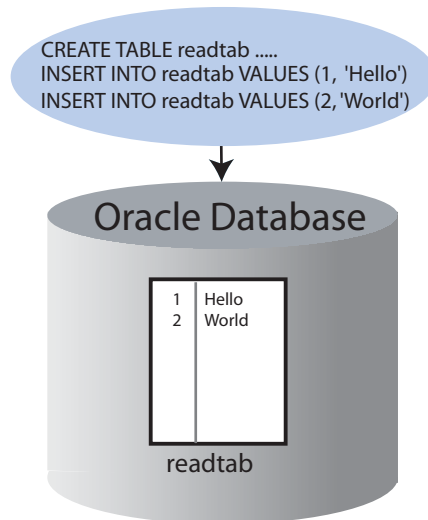 CREATE TABLE readtab .....
INSERT INTO readtab VALUES (1, 'Hello')
INSERT INTO readtab VALUES (2,'World')
Oracle Database
1 Hello
2 World
readtab